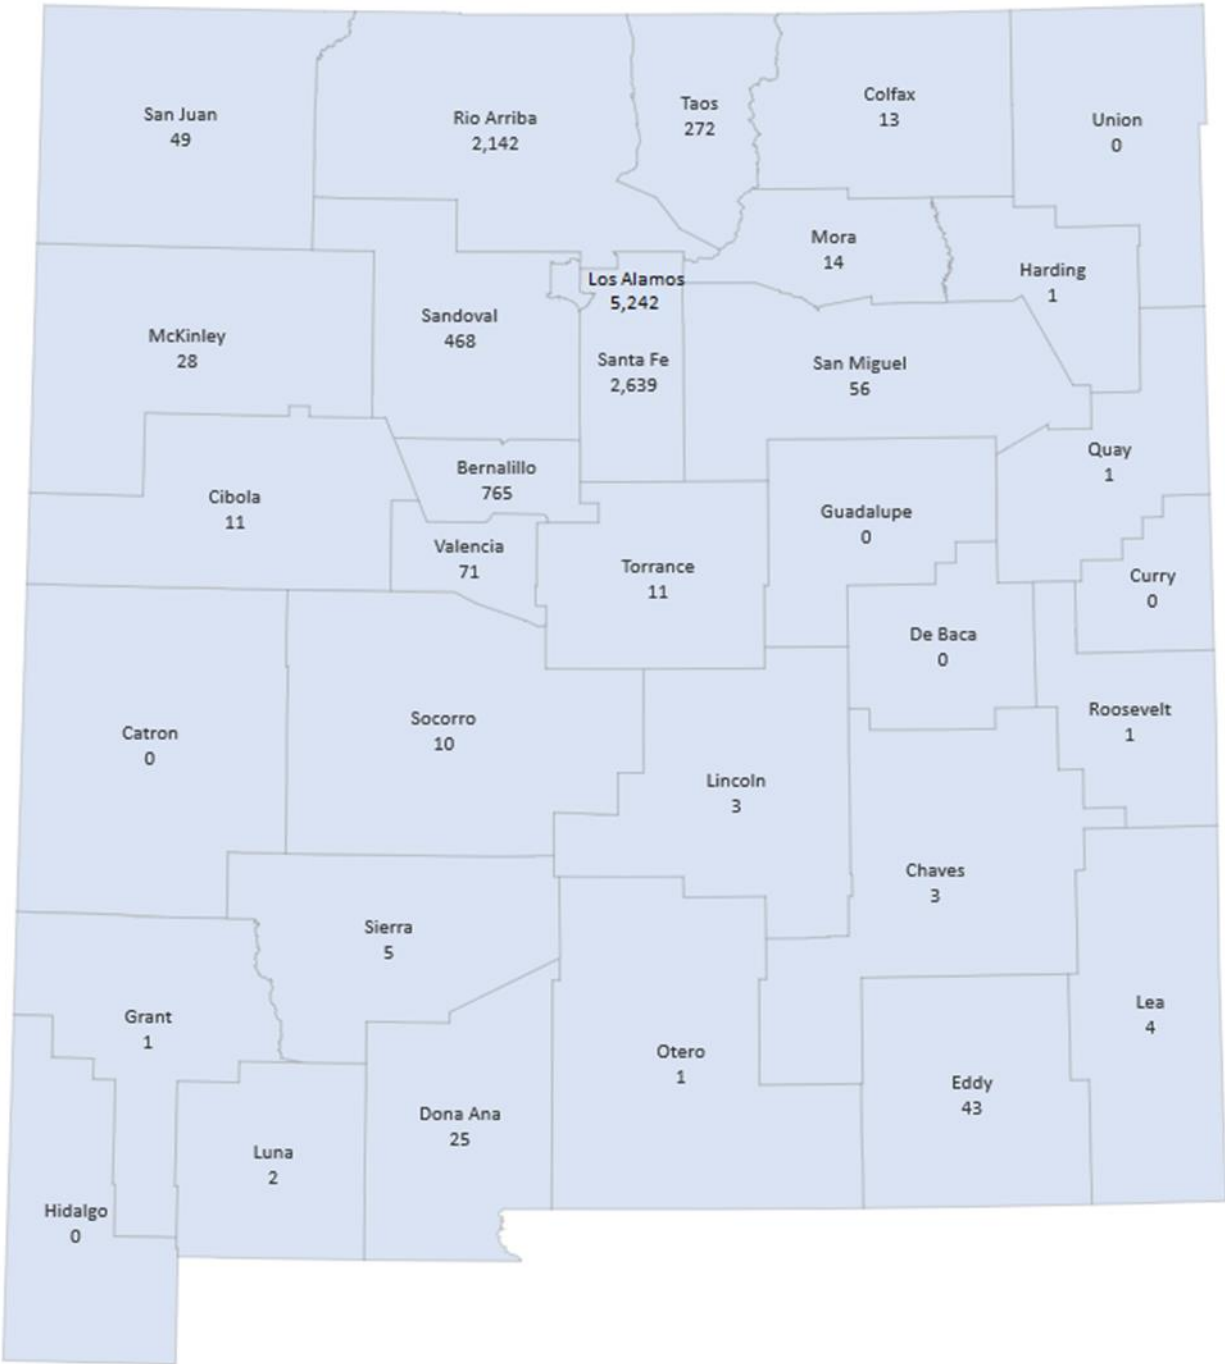 San Juan
49
Rio Arriba
2,142
Taos
272
Colfax
13
Union
0
McKinley
28
Sandoval
468
Los Alamos
5,242
Santa Fe
2,639
Mora
14
Harding
1
San Miguel
56
Quay
1
Cibola
11
Bernalillo
765
Valencia
71
Torrance
11
Guadalupe
0
Curry
0
De Baca
0
Roosevelt
1
Catron
0
Socorro
10
Lincoln
3
Chaves
3
Sierra
5
Grant
1
Otero
1
Eddy
43
Lea
4
Dona Ana
25
Luna
2
Hidalgo
0